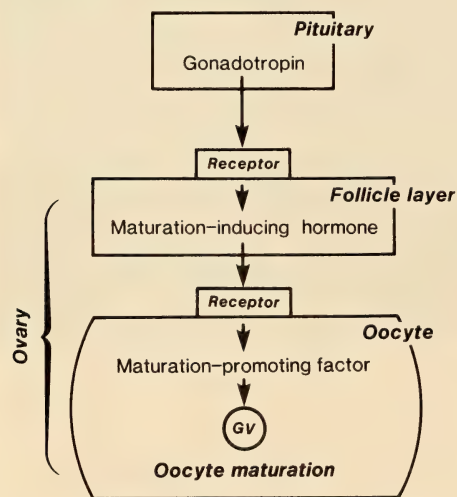 Pituitary
Gonadotropin
Receptor
Follicle layer
Maturation-inducing hormone
Ovary
Receptor
Oocyte
Maturation-promoting factor
GV
Oocyte maturation